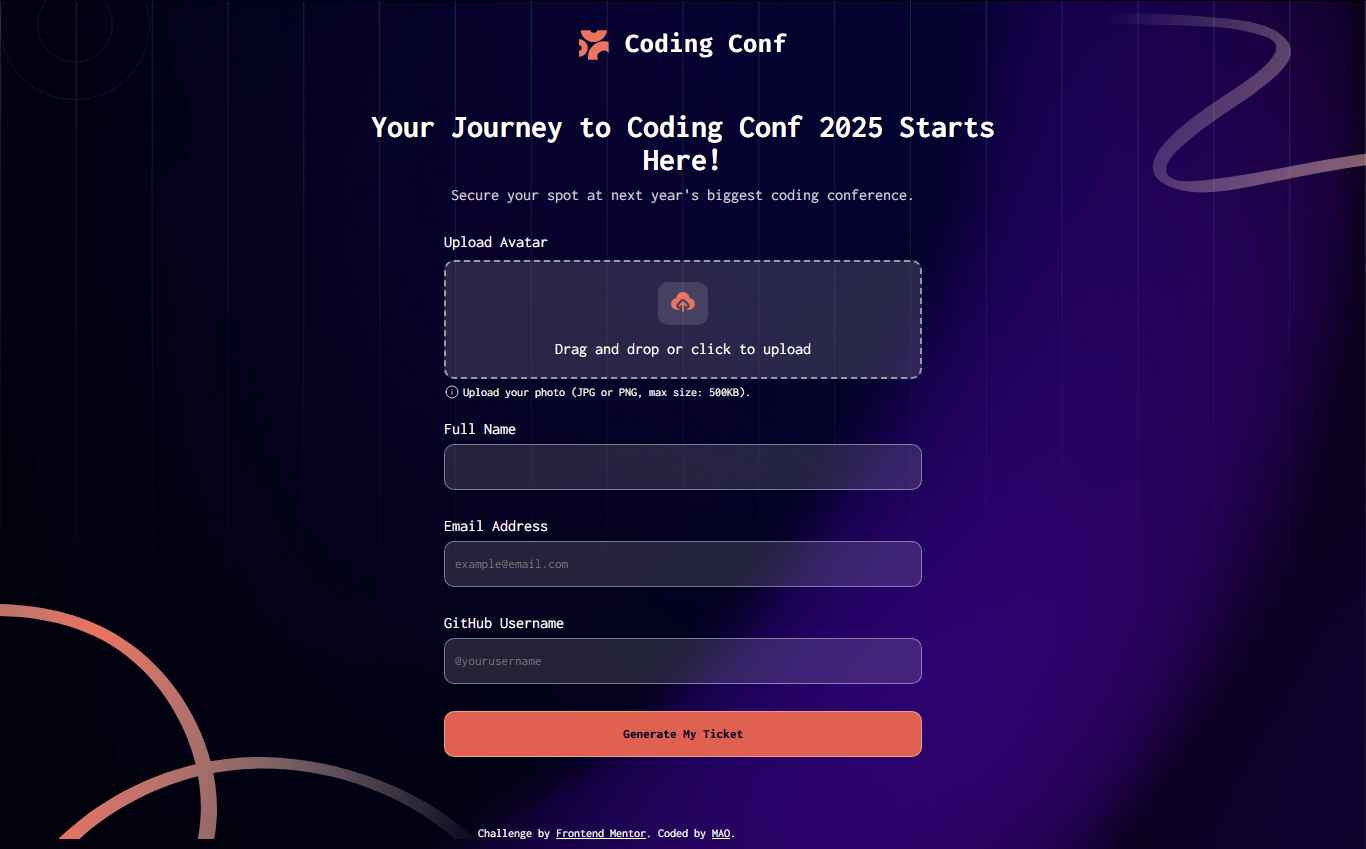 Coding Conf
Your Journey to Coding Conf 2025 Starts
Here!
Secure your spot at next year's biggest coding conference.
Upload Avatar
Drag and drop or click to upload
Upload your photo (JPG or PNG, max size: 500KB).
Full Name
Email Address
example@email.com
GitHub Username
@yourusername
Generate My Ticket
Challenge by Frontend Mentor. Coded by MAO.